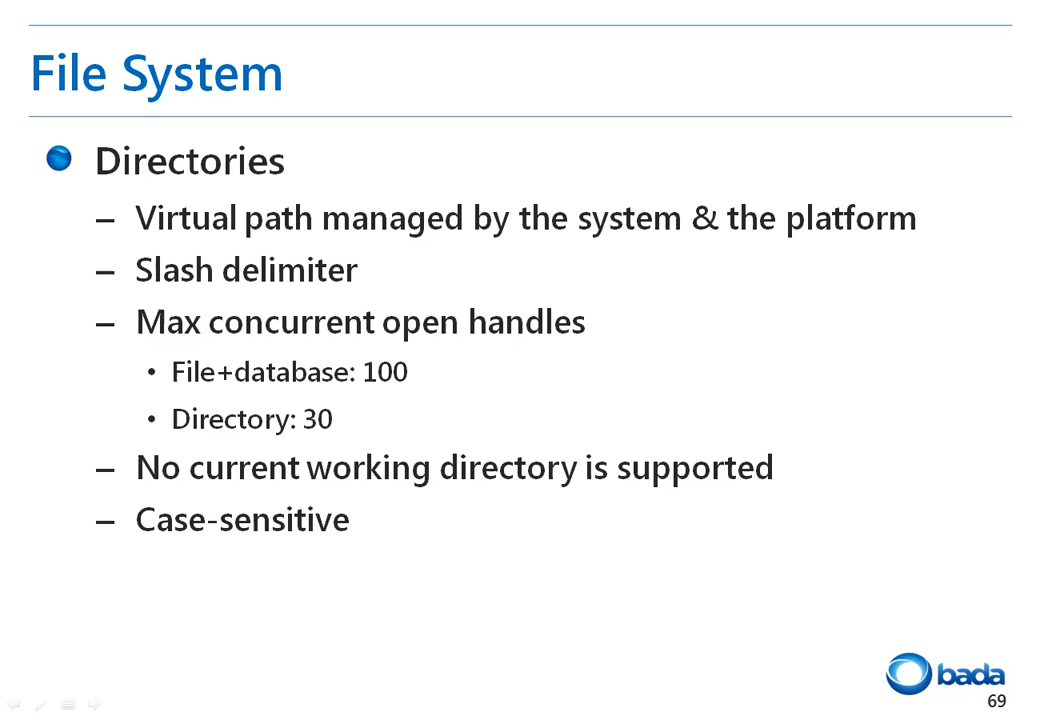 File System
Directories
– Virtual path managed by the system & the platform
– Slash delimiter
– Max concurrent open handles
• File+database: 100
• Directory: 30
– No current working directory is supported
– Case-sensitive
bada
69